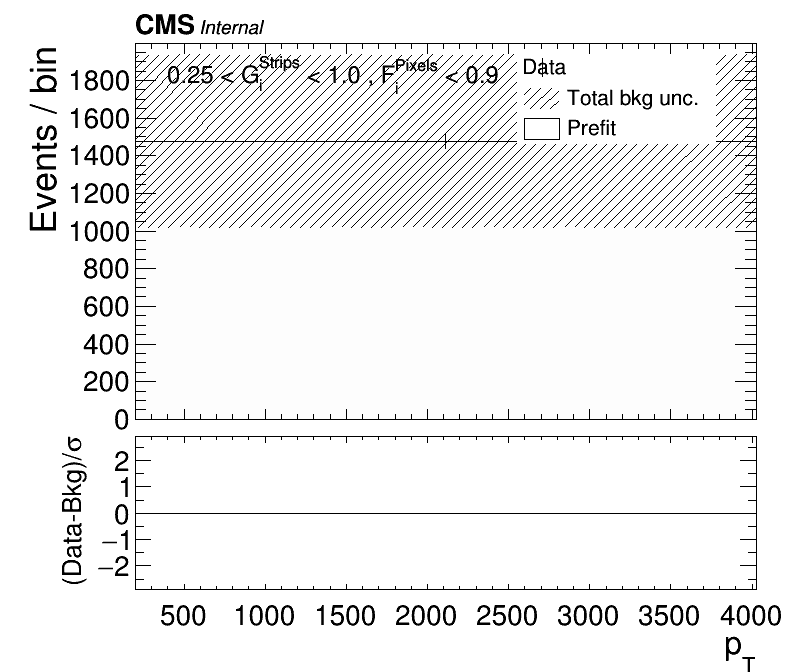 CMS Internal
Events / bin
1800
1600
1400
1200
1000
800
600
400
200
0
0.25 < G_i^Strips < 1.0 , F_i^Pixels < 0.9
Data
Total bkg unc.
Prefit
(Data-Bkg)/σ
2
1
0
−1
−2
500 1000 1500 2000 2500 3000 3500 4000
p_T